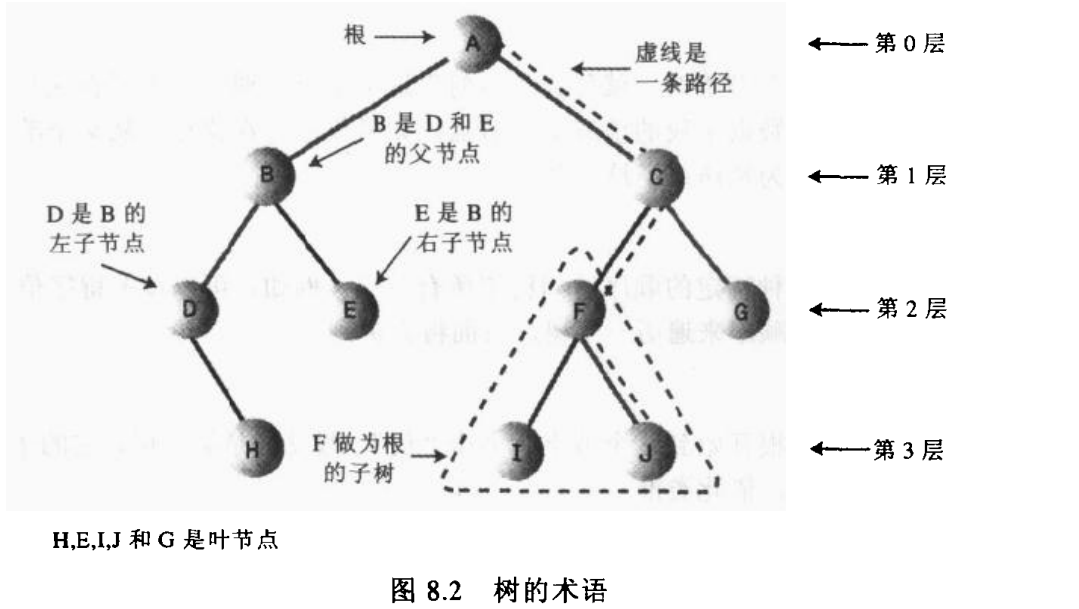 根
A
第 0 层
虚线是
一条路径
B 是 D 和 E
的父节点
B
C
第 1 层
D 是 B 的
左子节点
E 是 B 的
右子节点
D
E
F
G
第 2 层
H
F 做为根
的子树
I
J
第 3 层
H,E,I,J 和 G 是叶节点
图 8.2 树的术语